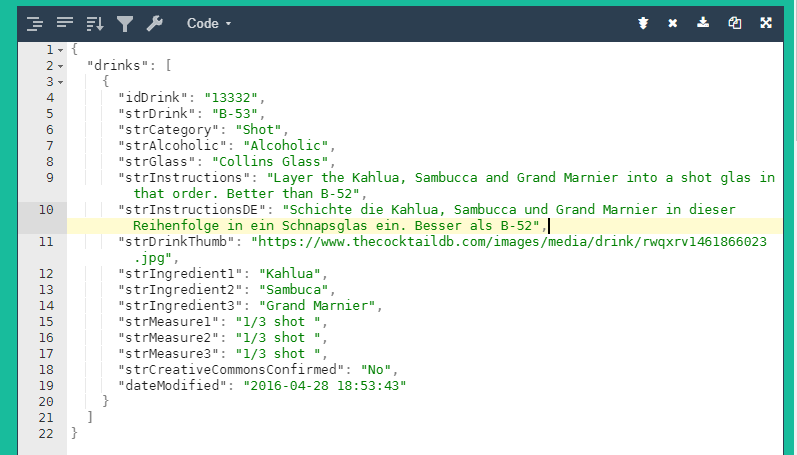 Code
1 {
2 "drinks": [
3 {
4 "idDrink": "13332",
5 "strDrink": "B-53",
6 "strCategory": "Shot",
7 "strAlcoholic": "Alcoholic",
8 "strGlass": "Collins Glass",
9 "strInstructions": "Layer the Kahlua, Sambucca and Grand Marnier into a shot glas in
that order. Better than B-52",
10 "strInstructionsDE": "Schichte die Kahlua, Sambucca und Grand Marnier in dieser
Reihenfolge in ein Schnapsglas ein. Besser als B-52",
11 "strDrinkThumb": "https://www.thecocktaildb.com/images/media/drink/rwqxrv1461866023
.jpg",
12 "strIngredient1": "Kahlua",
13 "strIngredient2": "Sambuca",
14 "strIngredient3": "Grand Marnier",
15 "strMeasure1": "1/3 shot ",
16 "strMeasure2": "1/3 shot ",
17 "strMeasure3": "1/3 shot ",
18 "strCreativeCommonsConfirmed": "No",
19 "dateModified": "2016-04-28 18:53:43"
20 }
21 ]
22 }